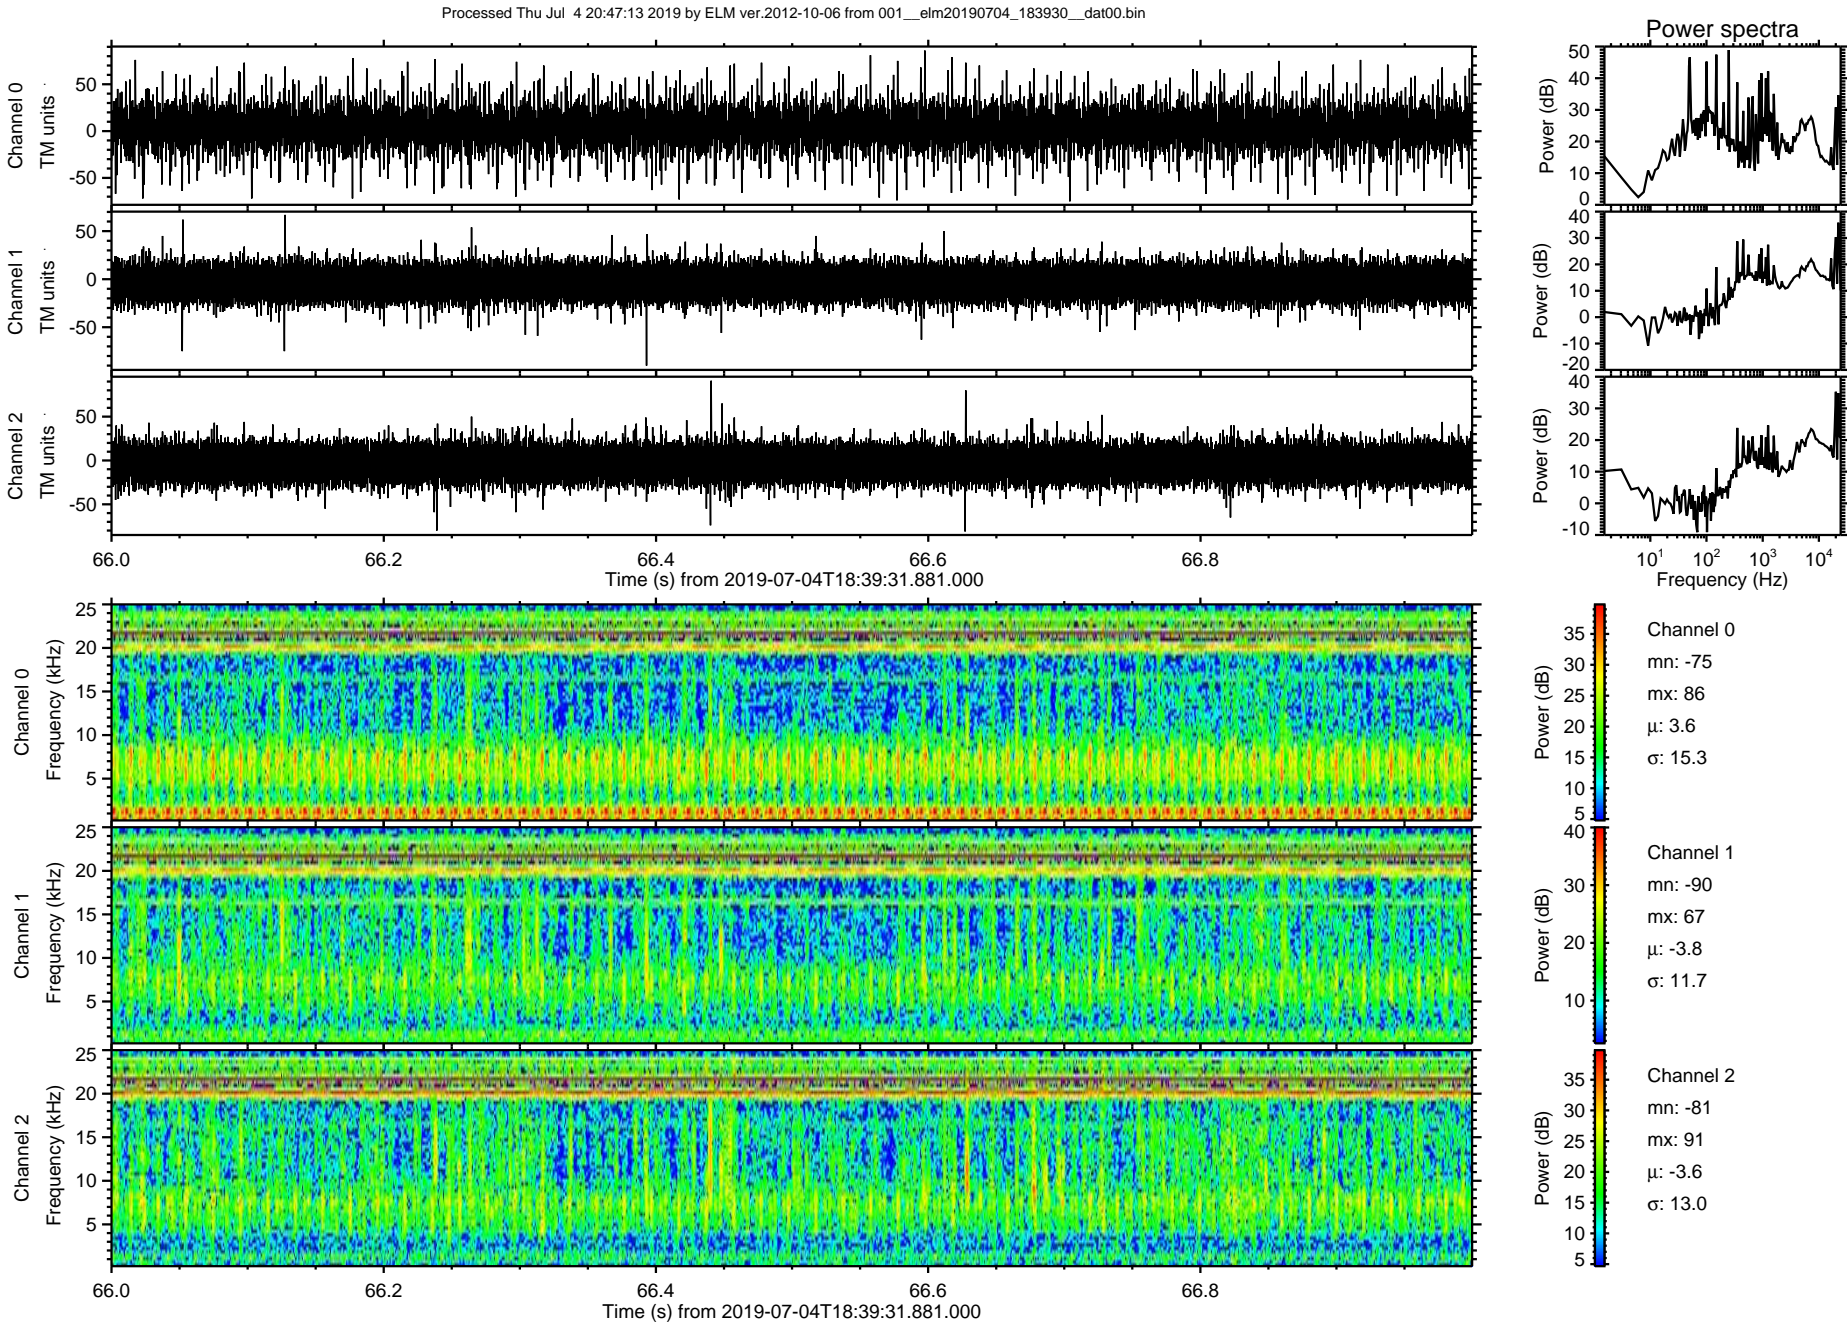 Processed Thu Jul  4 20:47:13 2019 by ELM ver.2012-10-06 from 001__elm20190704_183930__dat00.bin
Power spectra
Channel 0
TM units
50
0
-50
Power (dB)
50
40
30
20
10
0
Channel 1
TM units
50
0
-50
Power (dB)
40
30
20
10
0
-10
-20
Channel 2
TM units
50
0
-50
Power (dB)
40
30
20
10
0
-10
66.0 66.2 66.4 66.6 66.8
Time (s) from 2019-07-04T18:39:31.881.000
10¹ 10² 10³ 10⁴
Frequency (Hz)
Channel 0
Frequency (kHz)
25
20
15
10
5
Power (dB)
35
30
25
20
15
10
5
Channel 0
mn: -75
mx: 86
μ: 3.6
σ: 15.3
Channel 1
Frequency (kHz)
25
20
15
10
5
Power (dB)
40
30
20
10
Channel 1
mn: -90
mx: 67
μ: -3.8
σ: 11.7
Channel 2
Frequency (kHz)
25
20
15
10
5
Power (dB)
35
30
25
20
15
10
5
Channel 2
mn: -81
mx: 91
μ: -3.6
σ: 13.0
66.0 66.2 66.4 66.6 66.8
Time (s) from 2019-07-04T18:39:31.881.000